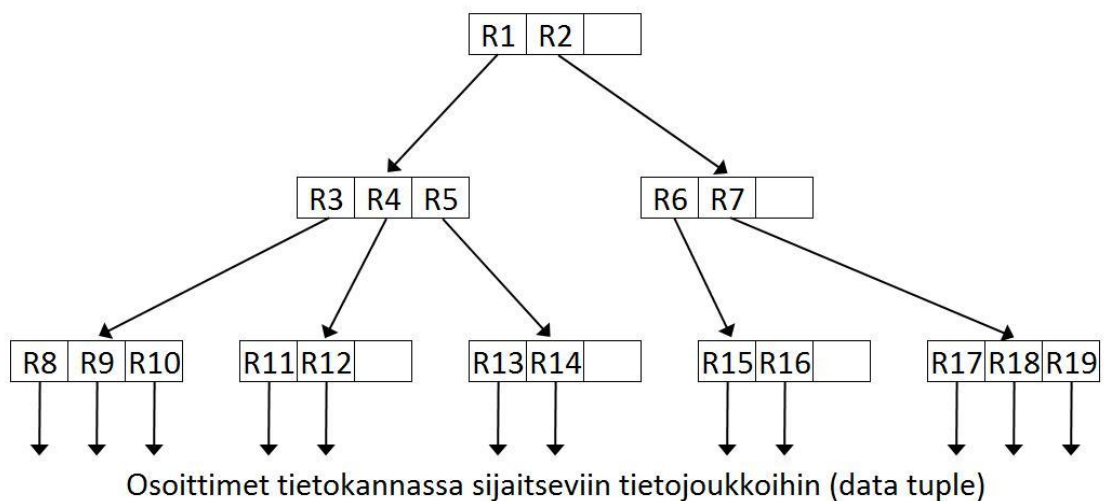 R1 R2
R3 R4 R5
R6 R7
R8 R9 R10
R11 R12
R13 R14
R15 R16
R17 R18 R19
Osoittimet tietokannassa sijaitseviin tietojoukkoihin (data tuple)